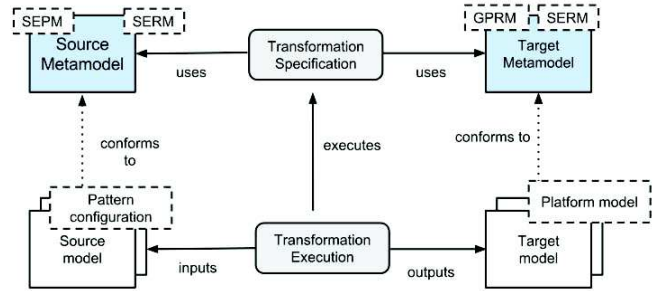 SEPM
SERM
Source
Metamodel
uses
Transformation
Specification
uses
GPRM
SERM
Target
Metamodel
conforms
to
executes
conforms to
Pattern
configuration
Source
model
inputs
Transformation
Execution
outputs
Platform model
Target
model